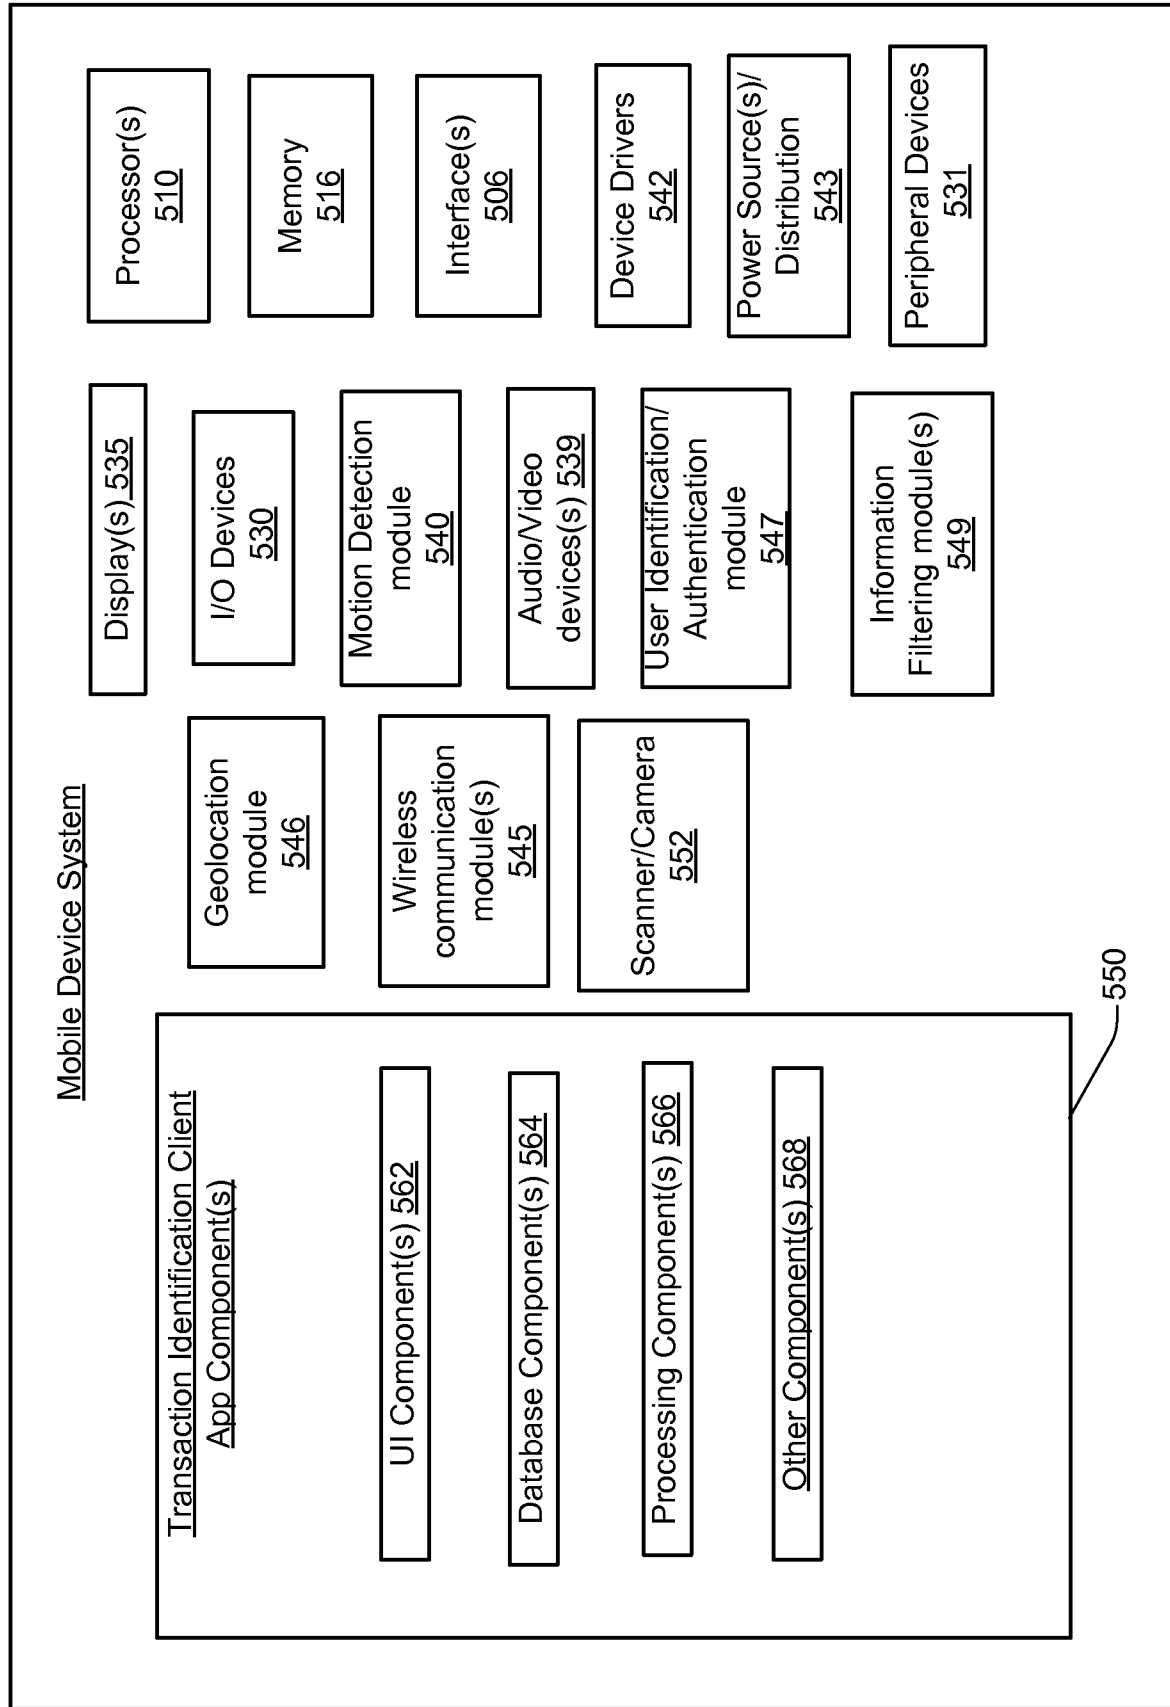 Mobile Device System
Transaction Identification Client
App Component(s)
UI Component(s) 562
Database Component(s) 564
Processing Component(s) 566
Other Component(s) 568
550
Geolocation
module
546
Wireless
communication
module(s)
545
Scanner/Camera
552
Display(s) 535
I/O Devices
530
Motion Detection
module
540
Audio/Video
devices(s) 539
User Identification/
Authentication
module
547
Information
Filtering module(s)
549
Processor(s)
510
Memory
516
Interface(s)
506
Device Drivers
542
Power Source(s)/
Distribution
543
Peripheral Devices
531